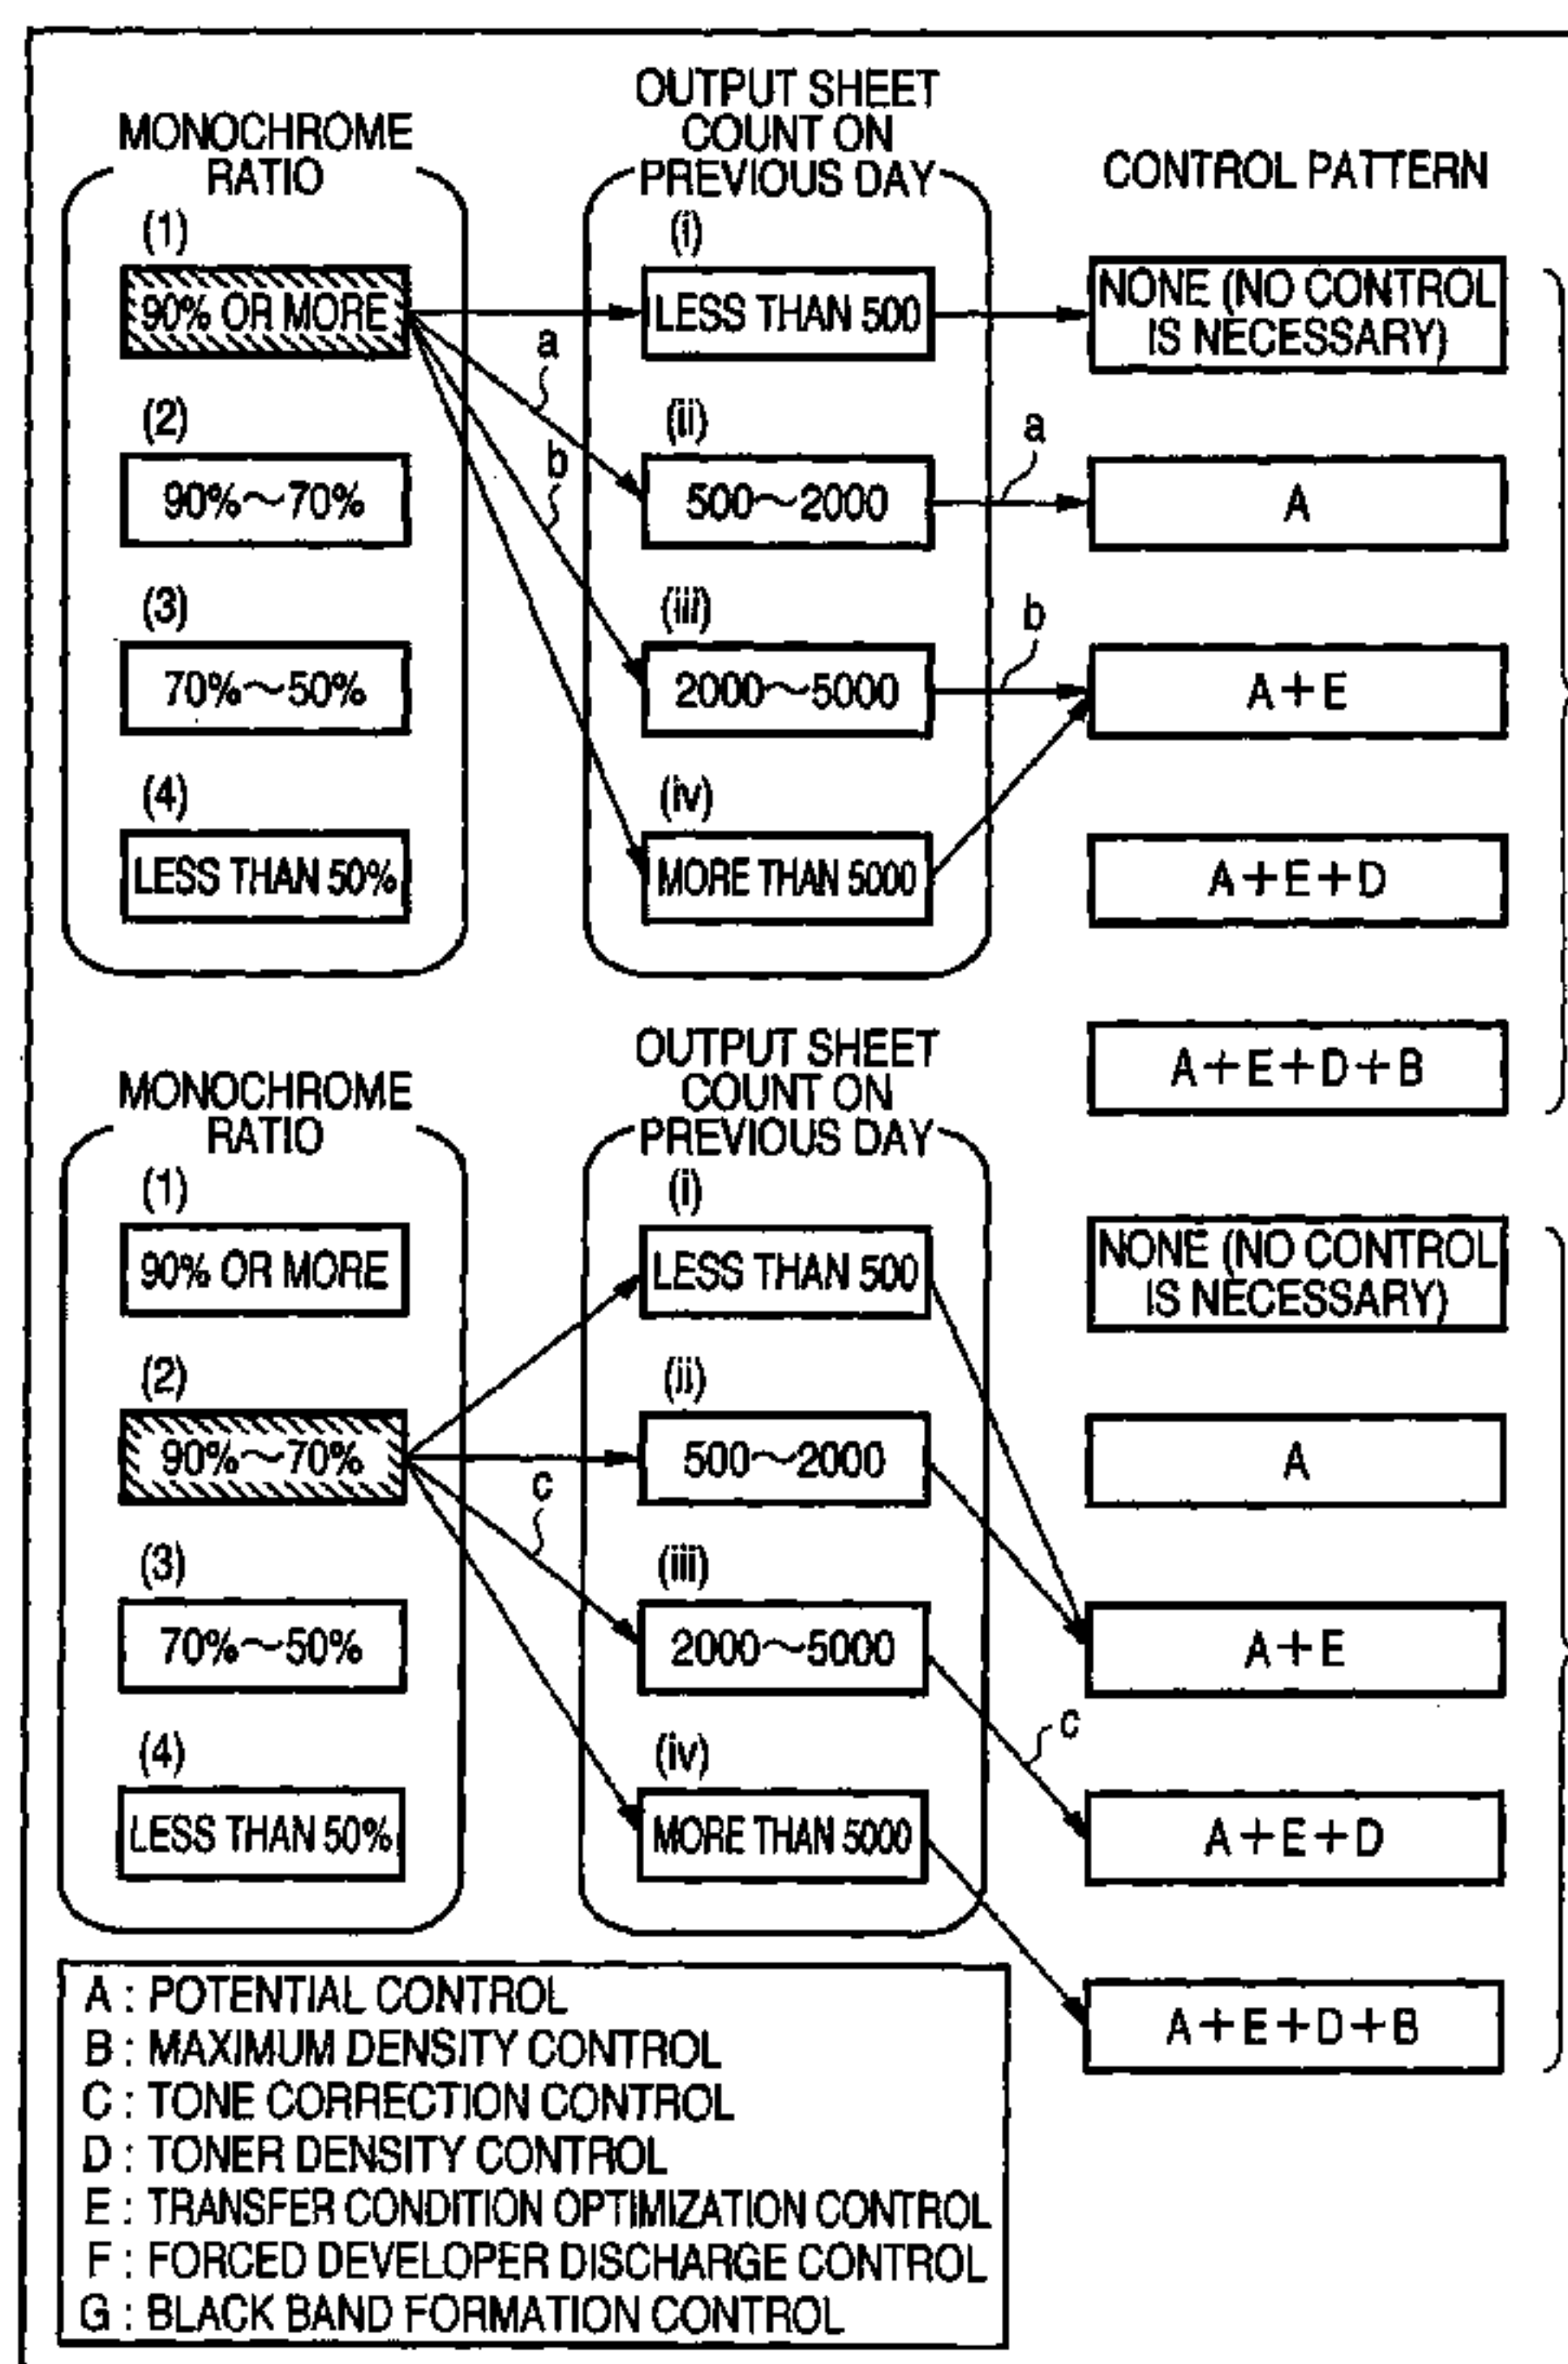 MONOCHROME
RATIO
(1)
90% OR MORE
(2)
90%~70%
(3)
70%~50%
(4)
LESS THAN 50%
OUTPUT SHEET
COUNT ON
PREVIOUS DAY
(i)
LESS THAN 500
(ii)
500~2000
(iii)
2000~5000
(iv)
MORE THAN 5000
a
b
a
b
CONTROL PATTERN
NONE (NO CONTROL
IS NECESSARY)
A
A+E
A+E+D
A+E+D+B
MONOCHROME
RATIO
(1)
90% OR MORE
(2)
90%~70%
(3)
70%~50%
(4)
LESS THAN 50%
OUTPUT SHEET
COUNT ON
PREVIOUS DAY
(i)
LESS THAN 500
(ii)
500~2000
(iii)
2000~5000
(iv)
MORE THAN 5000
c
c
NONE (NO CONTROL
IS NECESSARY)
A
A+E
A+E+D
A+E+D+B
A : POTENTIAL CONTROL
B : MAXIMUM DENSITY CONTROL
C : TONE CORRECTION CONTROL
D : TONER DENSITY CONTROL
E : TRANSFER CONDITION OPTIMIZATION CONTROL
F : FORCED DEVELOPER DISCHARGE CONTROL
G : BLACK BAND FORMATION CONTROL